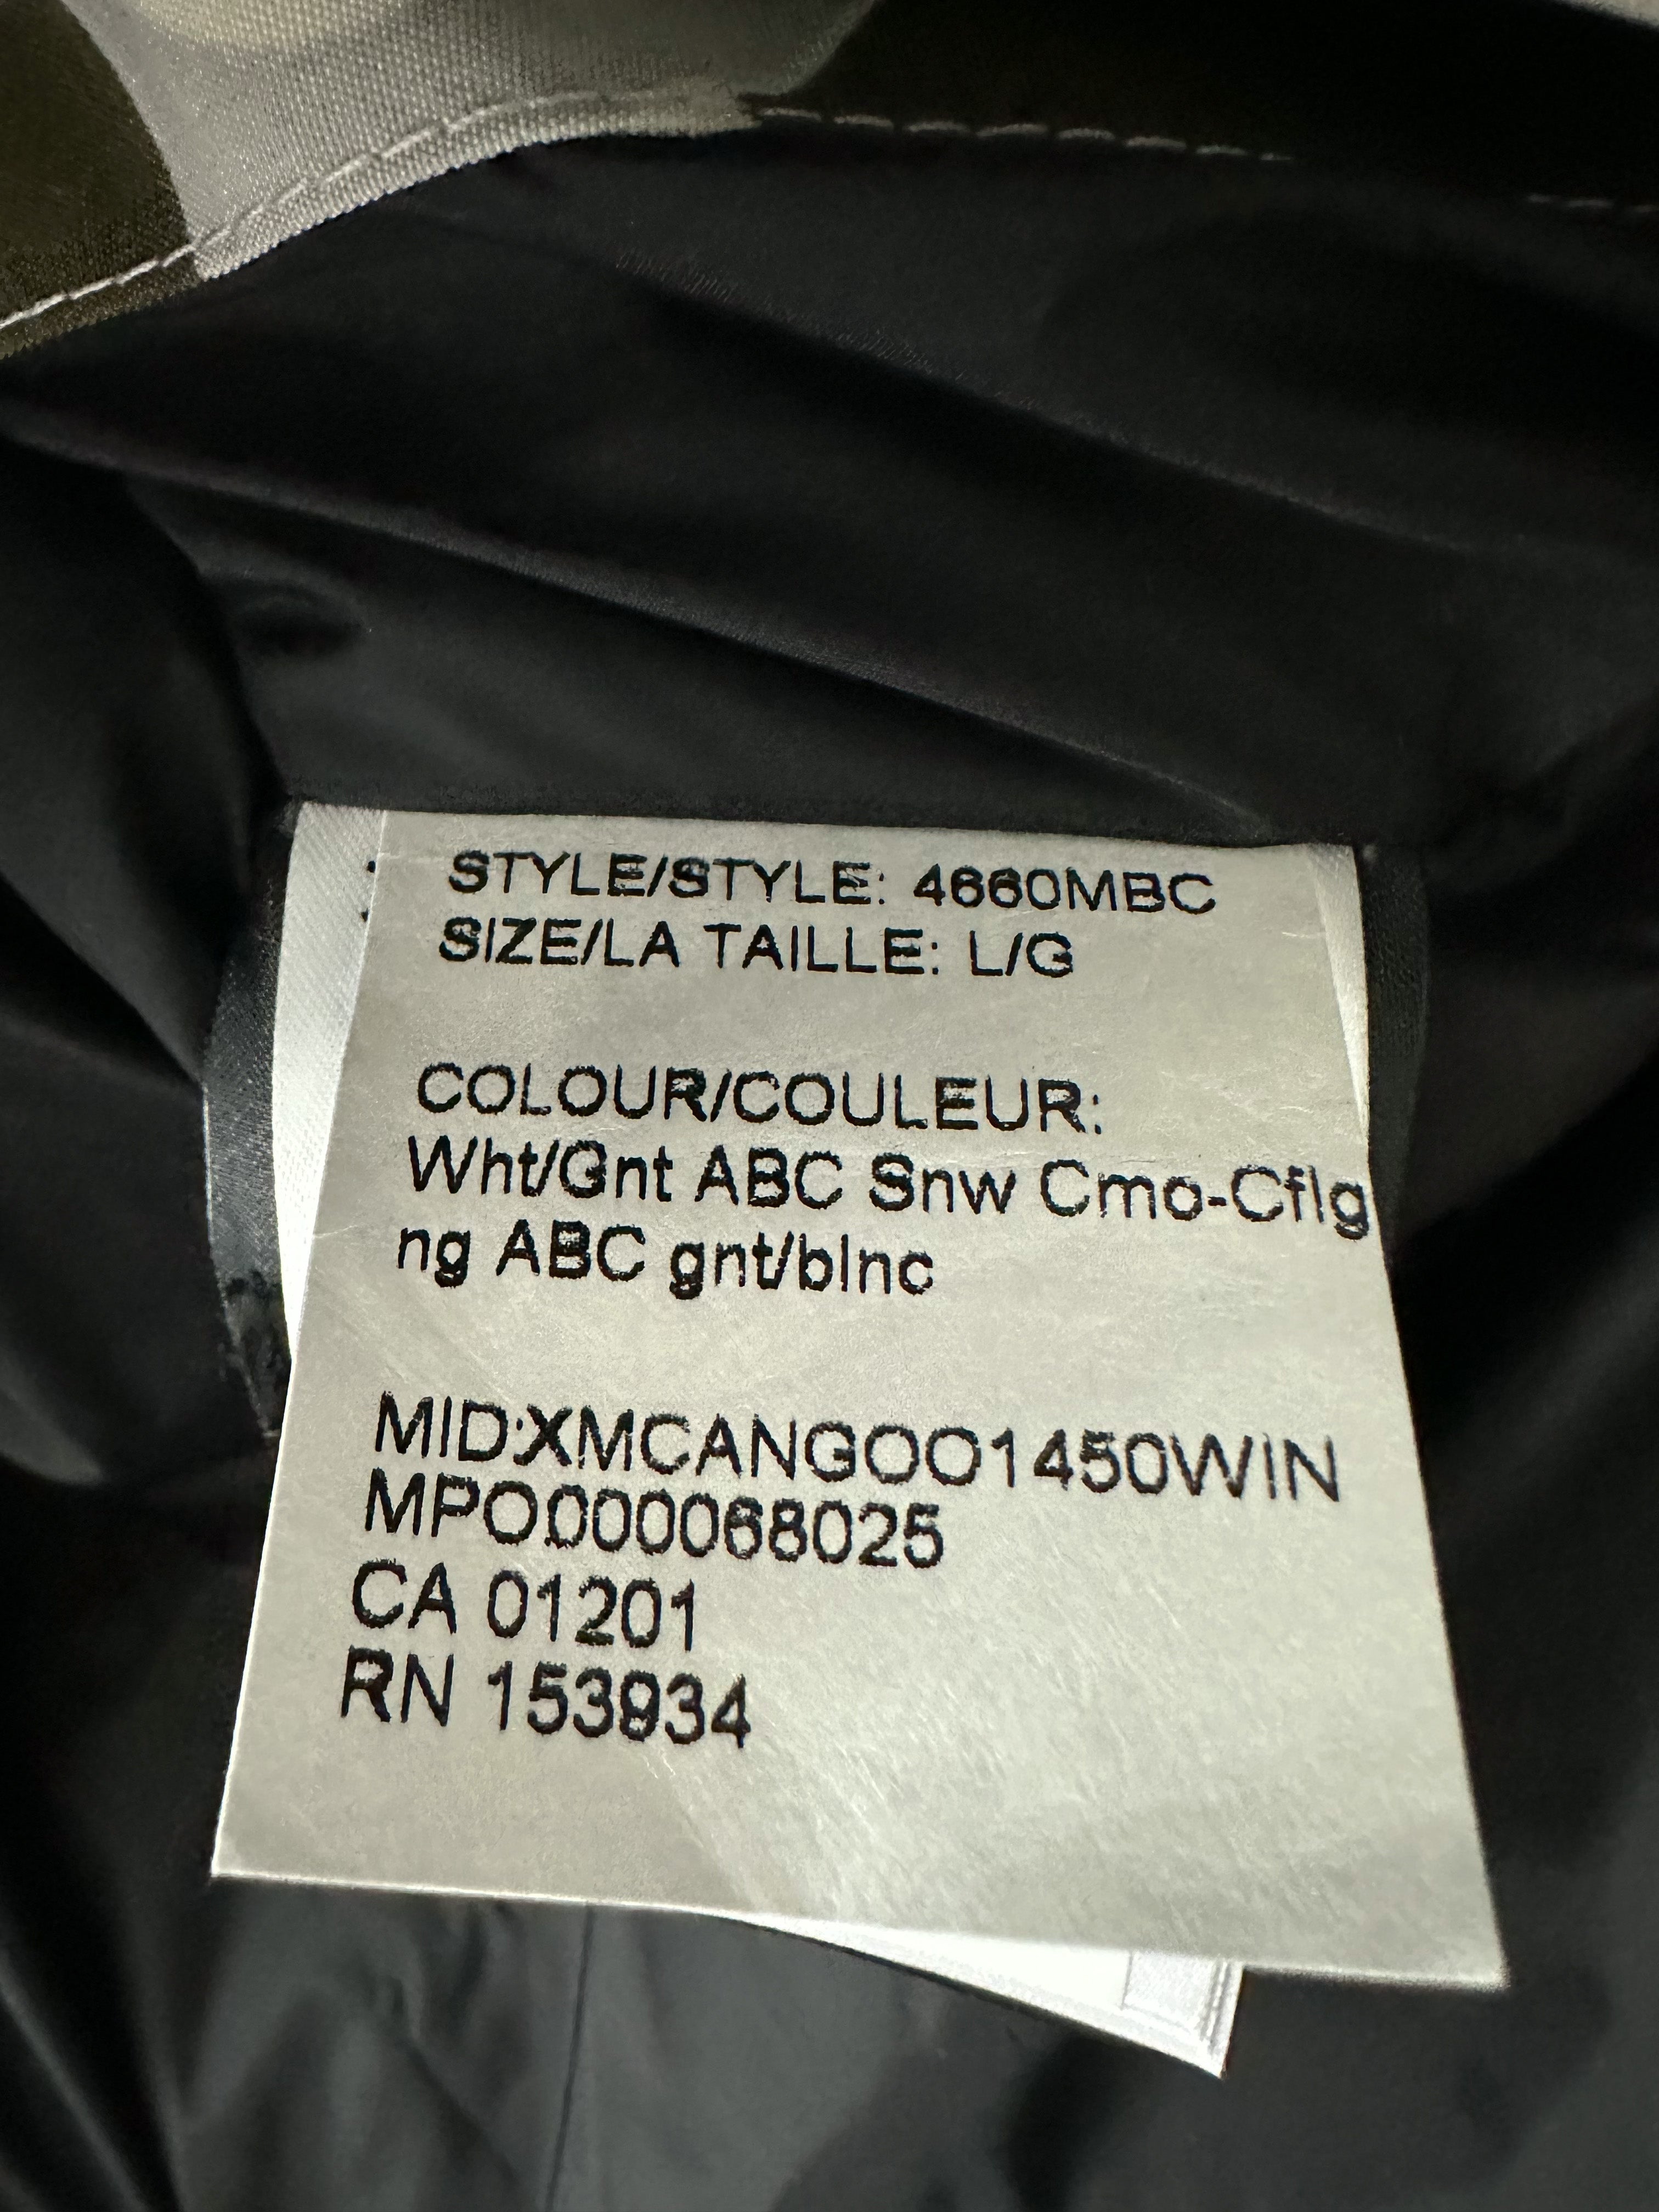 STYLE/STYLE: 4660MBC
SIZE/LA TAILLE: L/G
COLOUR/COULEUR:
Wht/Gnt ABC Snw Cmo-Cflg
ng ABC gnt/blnc
MID:XMCANGOO1450WIN
MPO000068025
CA 01201
RN 153934